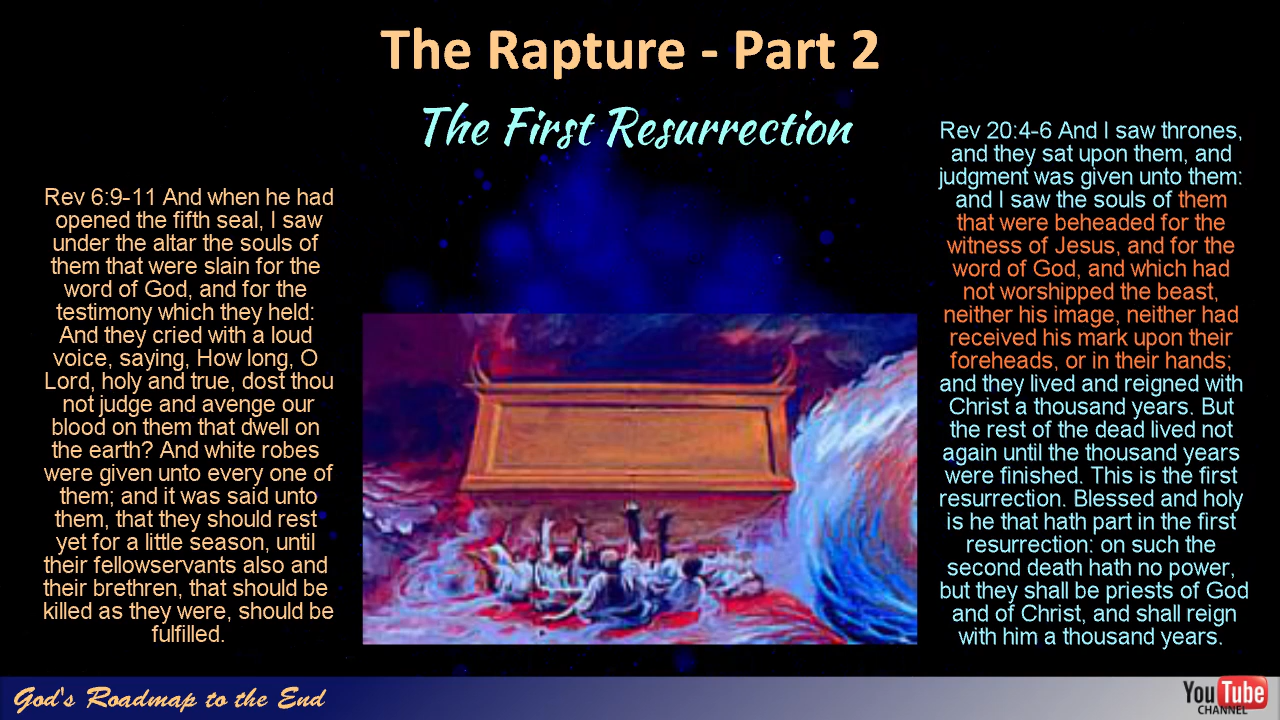 The Rapture - Part 2
The First Resurrection
Rev 6:9-11 And when he had
opened the fifth seal, I saw
under the altar the souls of
them that were slain for the
word of God, and for the
testimony which they held:
And they cried with a loud
voice, saying, How long, O
Lord, holy and true, dost thou
not judge and avenge our
blood on them that dwell on
the earth? And white robes
were given unto every one of
them; and it was said unto
them, that they should rest
yet for a little season, until
their fellowservants also and
their brethren, that should be
killed as they were, should be
fulfilled.
Rev 20:4-6 And I saw thrones,
and they sat upon them, and
judgment was given unto them:
and I saw the souls of them
that were beheaded for the
witness of Jesus, and for the
word of God, and which had
not worshipped the beast,
neither his image, neither had
received his mark upon their
foreheads, or in their hands;
and they lived and reigned with
Christ a thousand years. But
the rest of the dead lived not
again until the thousand years
were finished. This is the first
resurrection. Blessed and holy
is he that hath part in the first
resurrection: on such the
second death hath no power,
but they shall be priests of God
and of Christ, and shall reign
with him a thousand years.
God's Roadmap to the End
YouTube
CHANNEL